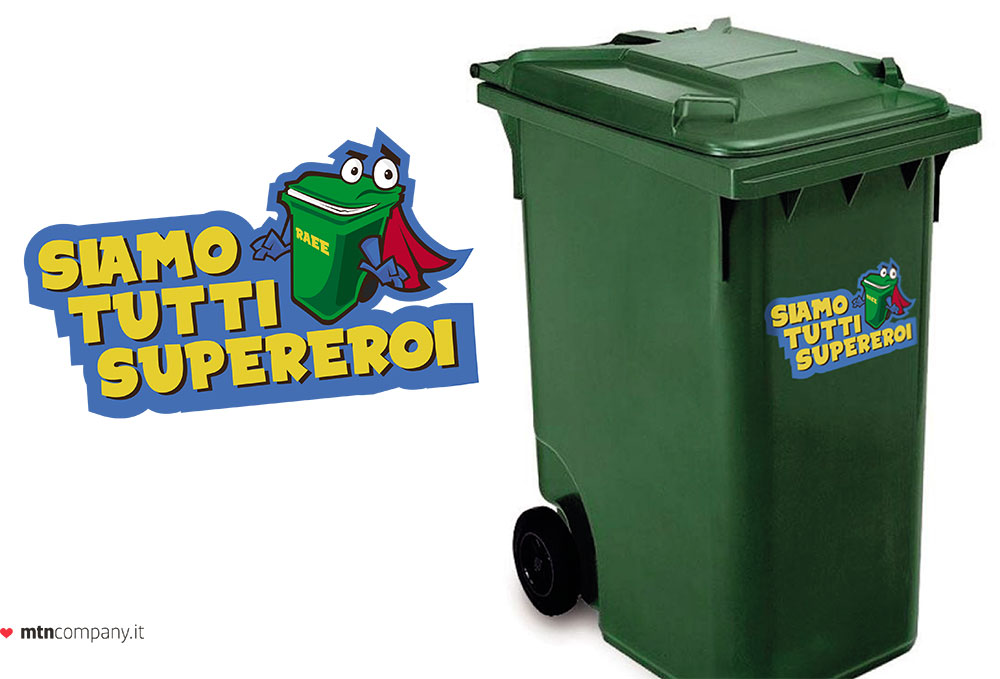 SIAMO
TUTTI
SUPEREROI
RAEE
SIAMO
TUTTI
SUPEREROI
RAEE
mtncompany.it